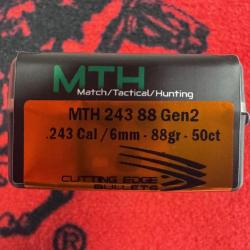 MTH
Match/Tactical/Hunting
MTH 243 88 Gen2
.243 Cal /6mm - 88gr - 50ct
CUTTING EDGE
BULLETS